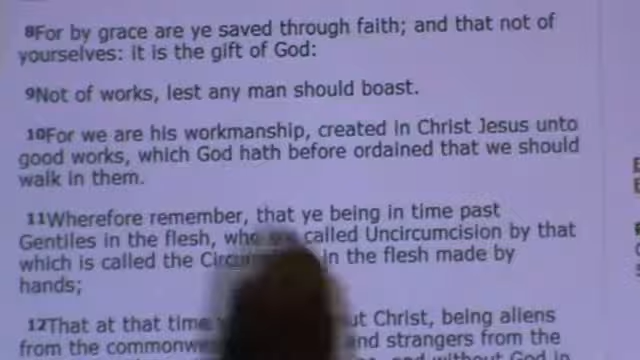 8For by grace are ye saved through faith; and that not of
yourselves: it is the gift of God:
9Not of works, lest any man should boast.
10For we are his workmanship, created in Christ Jesus unto
good works, which God hath before ordained that we should
walk in them.
11Wherefore remember, that ye being in time past
Gentiles in the flesh, who called Uncircumcision by that
which is called the in the flesh made by
hands;
12That at that time Christ, being aliens
from the and strangers from the
and without God in